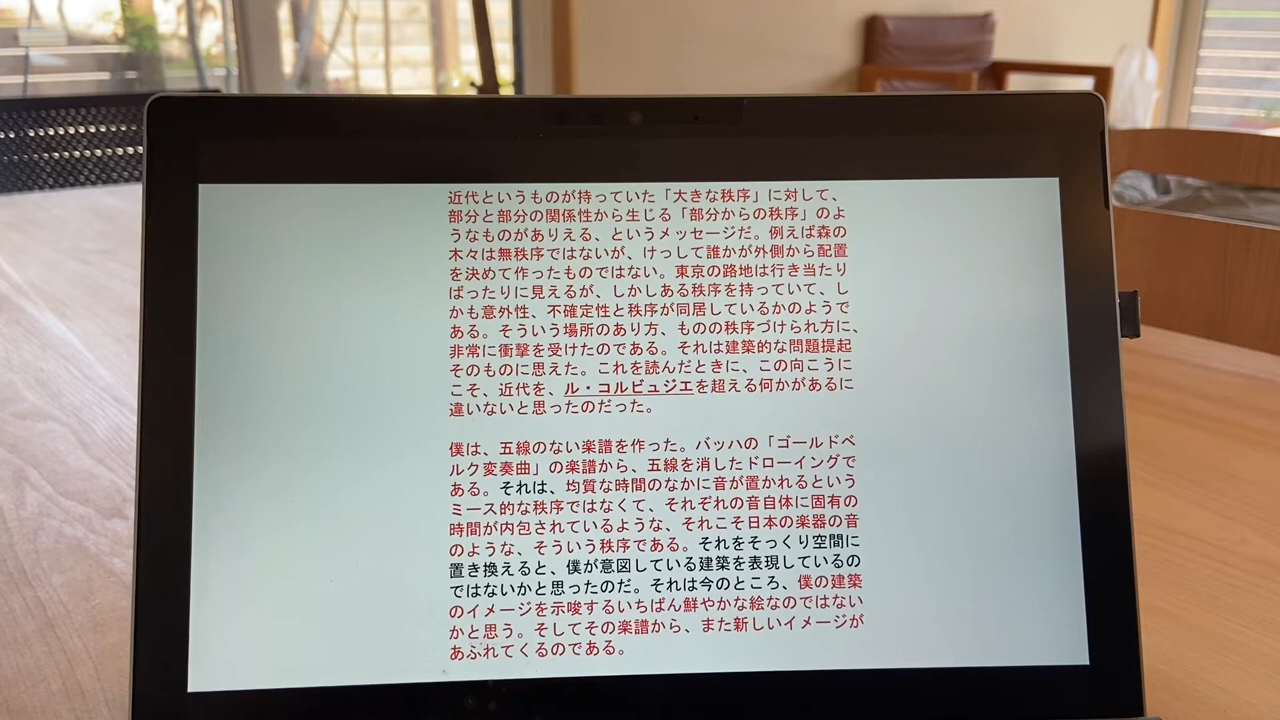 近代というものが持っていた「大きな秩序」に対して、
部分と部分の関係性から生じる「部分からの秩序」のよ
うなものがありえる、というメッセージだ。例えば森の
木々は無秩序ではないが、けっして誰かが外側から配置
を決めて作ったものではない。東京の路地は行き当たり
ばったりに見えるが、しかしある秩序を持っていて、し
かも意外性、不確定性と秩序が同居しているかのようで
ある。そういう場所のあり方、ものの秩序づけられ方に、
非常に衝撃を受けたのである。それは建築的な問題提起
そのものに思えた。これを読んだときに、この向こうに
こそ、近代を、ル・コルビュジエを超える何かがあるに
違いないと思ったのだった。
僕は、五線のない楽譜を作った。バッハの「ゴールドベ
ルク変奏曲」の楽譜から、五線を消したドローイングで
ある。それは、均質な時間のなかに音が置かれるという
ミース的な秩序ではなくて、それぞれの音自体に固有の
時間が内包されているような、それこそ日本の楽器の音
のような、そういう秩序である。それをそっくり空間に
置き換えると、僕が意図している建築を表現しているの
ではないかと思ったのだ。それは今のところ、僕の建築
のイメージを示唆するいちばん鮮やかな絵なのではない
かと思う。そしてその楽譜から、また新しいイメージが
あふれてくるのである。